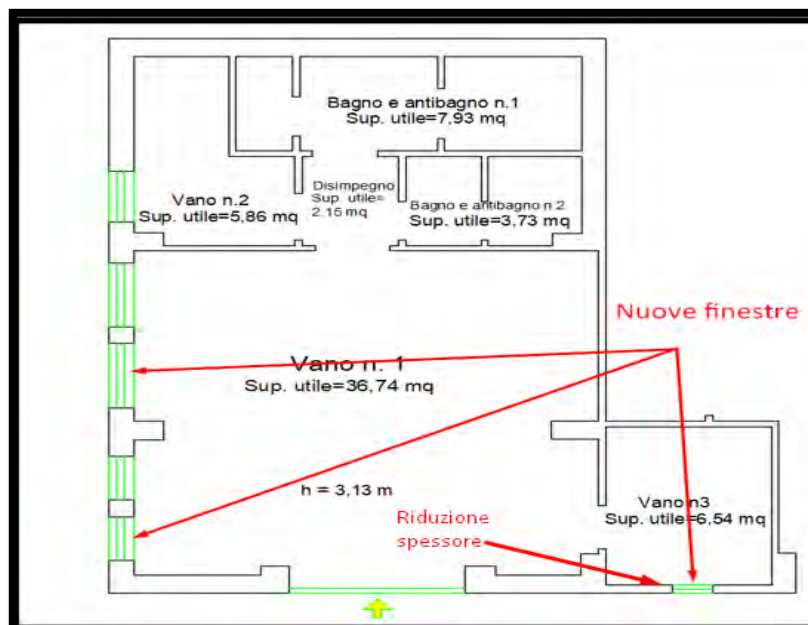 Bagno e antibagno n.1
Sup. utile=7,93 mq
Disimpegno
Sup. utile=
2,15 mq
Vano n.2
Sup. utile=5,86 mq
Bagno e antibagno n.2
Sup. utile=3,73 mq
Nuove finestre
Vano n. 1
Sup. utile=36,74 mq
h = 3,13 m
Vano n3
Sup. utile=6,54 mq
Riduzione
spessore